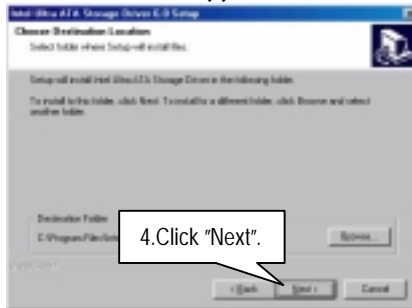 Intel Ultra ATA Storage Driver 6.0 Setup
Choose Destination Location
Select folder where Setup will install files.
Setup will install Intel Ultra ATA Storage Driver in the following folder.
To install to this folder, click Next. To install to a different folder, click Browse and select
another folder.
Destination Folder
C:\Program Files\Intel
Browse...
4.Click "Next".
< Back
Next >
Cancel